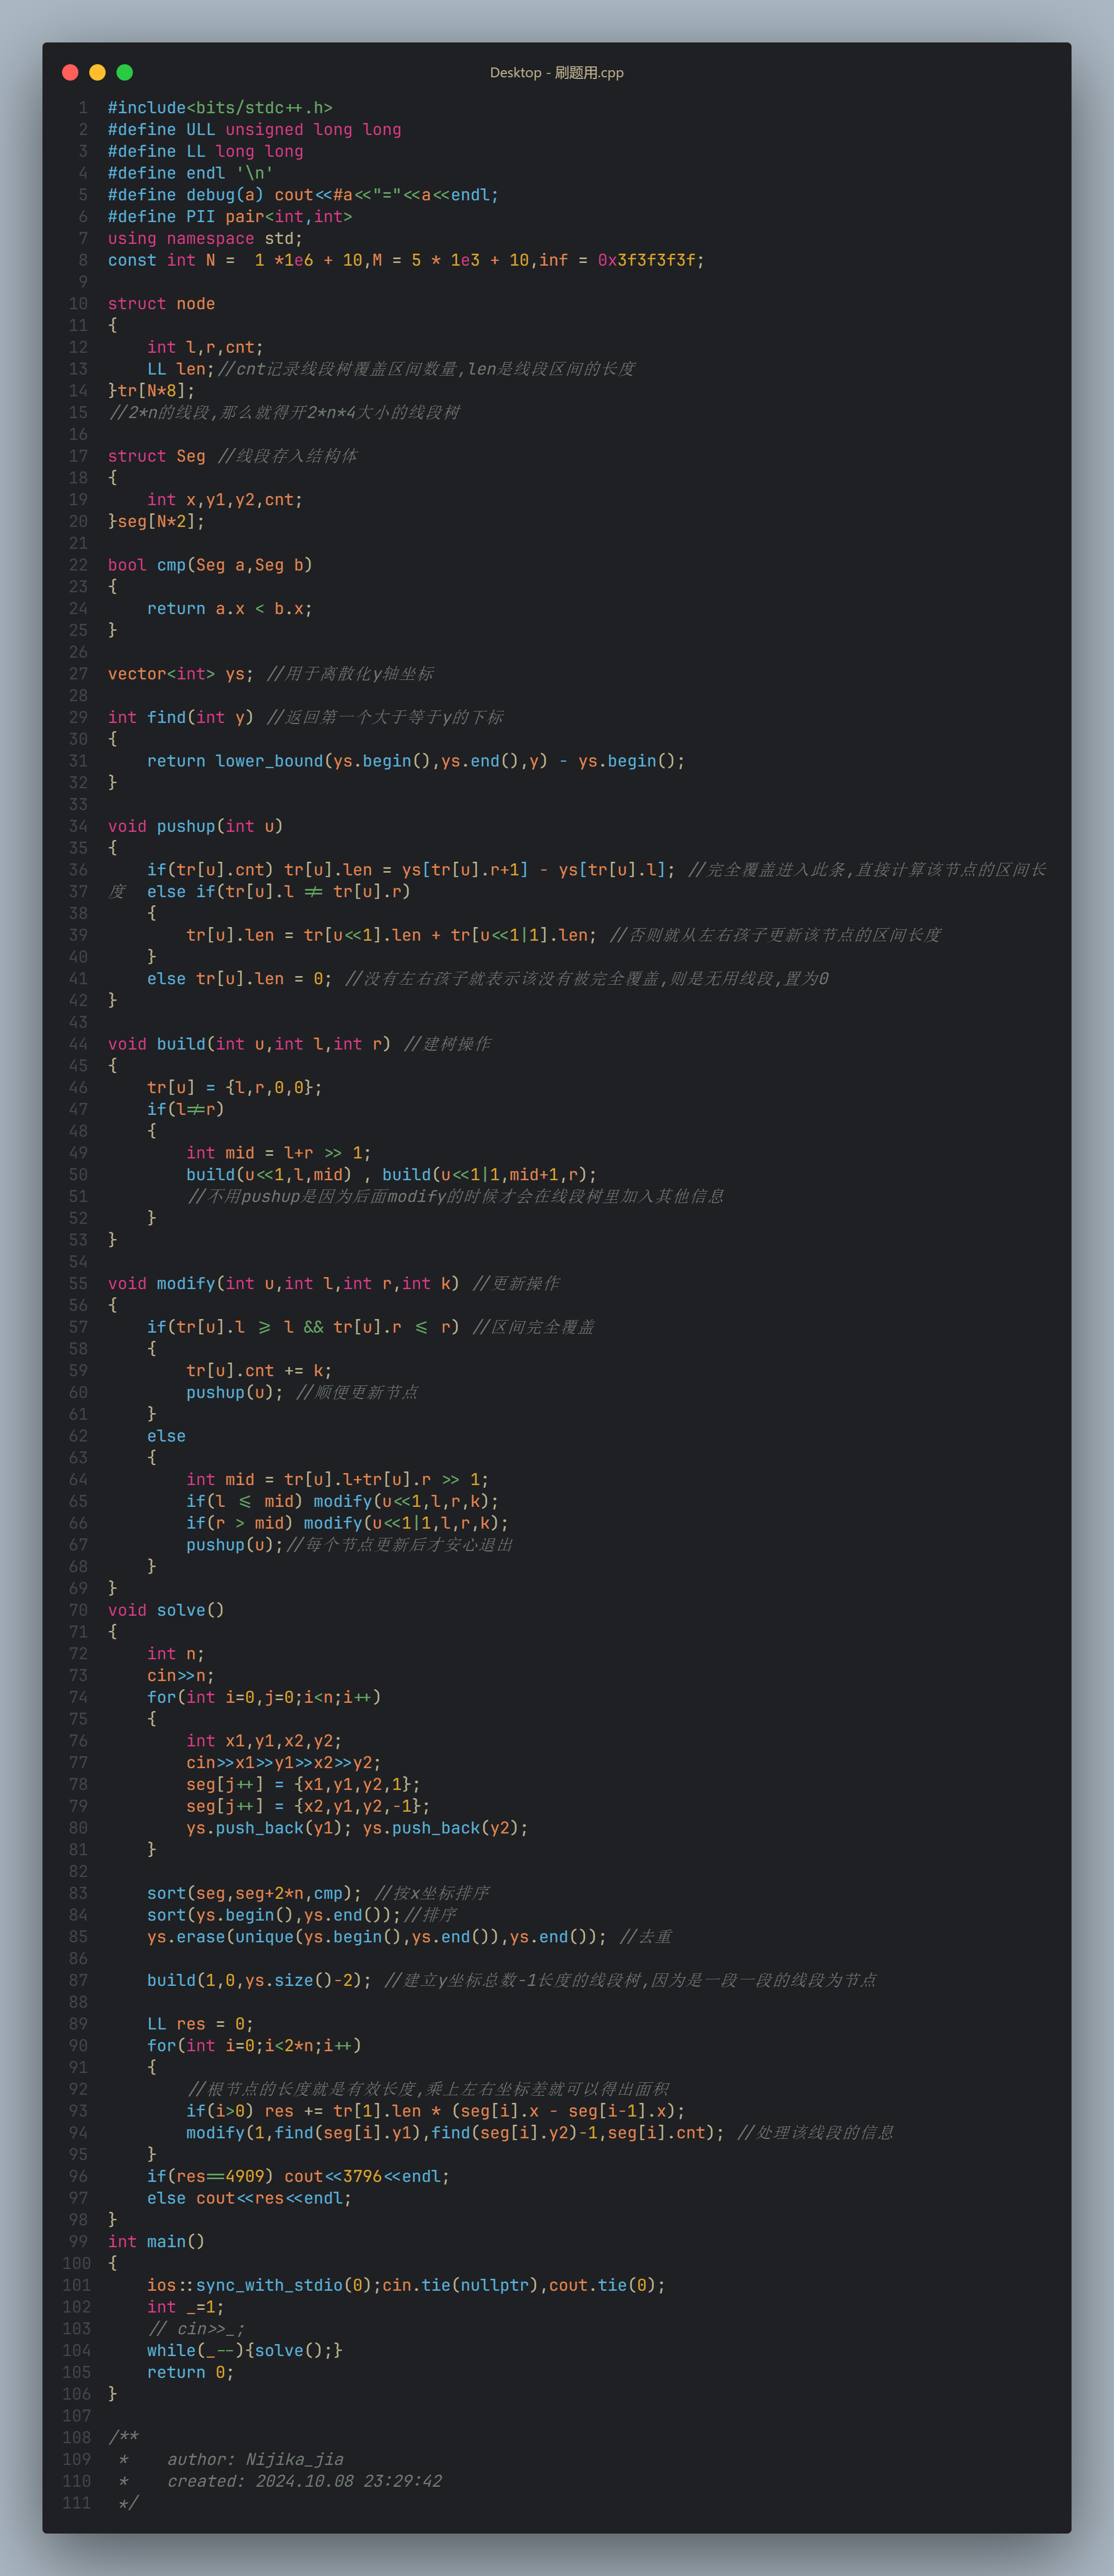 Desktop - 刷题用.cpp
1 #include<bits/stdc++.h>
2 #define ULL unsigned long long
3 #define LL long long
4 #define endl '\n'
5 #define debug(a) cout<<#a<<"="<<a<<endl;
6 #define PII pair<int,int>
7 using namespace std;
8 const int N =  1 *1e6 + 10,M = 5 * 1e3 + 10,inf = 0x3f3f3f3f;
9
10 struct node
11 {
12     int l,r,cnt;
13     LL len;//cnt记录线段树覆盖区间数量,len是线段区间的长度
14 }tr[N*8];
15 //2*n的线段,那么就得开2*n*4大小的线段树
16
17 struct Seg //线段存入结构体
18 {
19     int x,y1,y2,cnt;
20 }seg[N*2];
21
22 bool cmp(Seg a,Seg b)
23 {
24     return a.x < b.x;
25 }
26
27 vector<int> ys; //用于离散化y轴坐标
28
29 int find(int y) //返回第一个大于等于y的下标
30 {
31     return lower_bound(ys.begin(),ys.end(),y) - ys.begin();
32 }
33
34 void pushup(int u)
35 {
36     if(tr[u].cnt) tr[u].len = ys[tr[u].r+1] - ys[tr[u].l]; //完全覆盖进入此条,直接计算该节点的区间长
37 度  else if(tr[u].l != tr[u].r)
38     {
39         tr[u].len = tr[u<<1].len + tr[u<<1|1].len; //否则就从左右孩子更新该节点的区间长度
40     }
41     else tr[u].len = 0; //没有左右孩子就表示该没有被完全覆盖,则是无用线段,置为0
42 }
43
44 void build(int u,int l,int r) //建树操作
45 {
46     tr[u] = {l,r,0,0};
47     if(l!=r)
48     {
49         int mid = l+r >> 1;
50         build(u<<1,l,mid) , build(u<<1|1,mid+1,r);
51         //不用pushup是因为后面modify的时候才会在线段树里加入其他信息
52     }
53 }
54
55 void modify(int u,int l,int r,int k) //更新操作
56 {
57     if(tr[u].l >= l && tr[u].r <= r) //区间完全覆盖
58     {
59         tr[u].cnt += k;
60         pushup(u); //顺便更新节点
61     }
62     else
63     {
64         int mid = tr[u].l+tr[u].r >> 1;
65         if(l <= mid) modify(u<<1,l,r,k);
66         if(r > mid) modify(u<<1|1,l,r,k);
67         pushup(u);//每个节点更新后才安心退出
68     }
69 }
70 void solve()
71 {
72     int n;
73     cin>>n;
74     for(int i=0,j=0;i<n;i++)
75     {
76         int x1,y1,x2,y2;
77         cin>>x1>>y1>>x2>>y2;
78         seg[j++] = {x1,y1,y2,1};
79         seg[j++] = {x2,y1,y2,-1};
80         ys.push_back(y1); ys.push_back(y2);
81     }
82
83     sort(seg,seg+2*n,cmp); //按x坐标排序
84     sort(ys.begin(),ys.end());//排序
85     ys.erase(unique(ys.begin(),ys.end()),ys.end()); //去重
86
87     build(1,0,ys.size()-2); //建立y坐标总数-1长度的线段树,因为是一段一段的线段为节点
88
89     LL res = 0;
90     for(int i=0;i<2*n;i++)
91     {
92         //根节点的长度就是有效长度,乘上左右坐标差就可以得出面积
93         if(i>0) res += tr[1].len * (seg[i].x - seg[i-1].x);
94         modify(1,find(seg[i].y1),find(seg[i].y2)-1,seg[i].cnt); //处理该线段的信息
95     }
96     if(res==4909) cout<<3796<<endl;
97     else cout<<res<<endl;
98 }
99 int main()
100 {
101     ios::sync_with_stdio(0);cin.tie(nullptr),cout.tie(0);
102     int _=1;
103     // cin>>_;
104     while(_--){solve();}
105     return 0;
106 }
107
108 /**
109  *    author: Nijika_jia
110  *    created: 2024.10.08 23:29:42
111  */